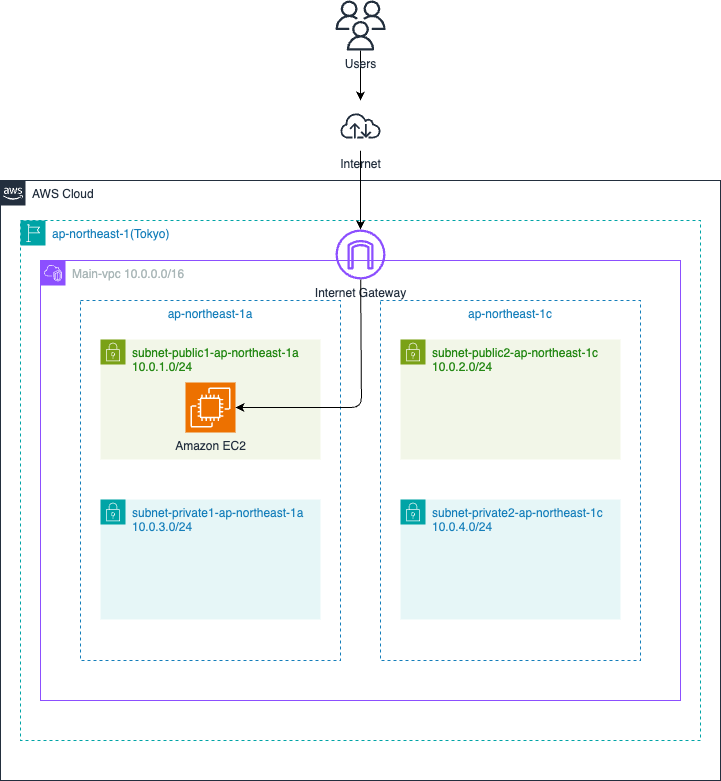 Users
Internet
aws
AWS Cloud
ap-northeast-1(Tokyo)
Main-vpc 10.0.0.0/16
Internet Gateway
ap-northeast-1a
ap-northeast-1c
subnet-public1-ap-northeast-1a
10.0.1.0/24
subnet-public2-ap-northeast-1c
10.0.2.0/24
Amazon EC2
subnet-private1-ap-northeast-1a
10.0.3.0/24
subnet-private2-ap-northeast-1c
10.0.4.0/24